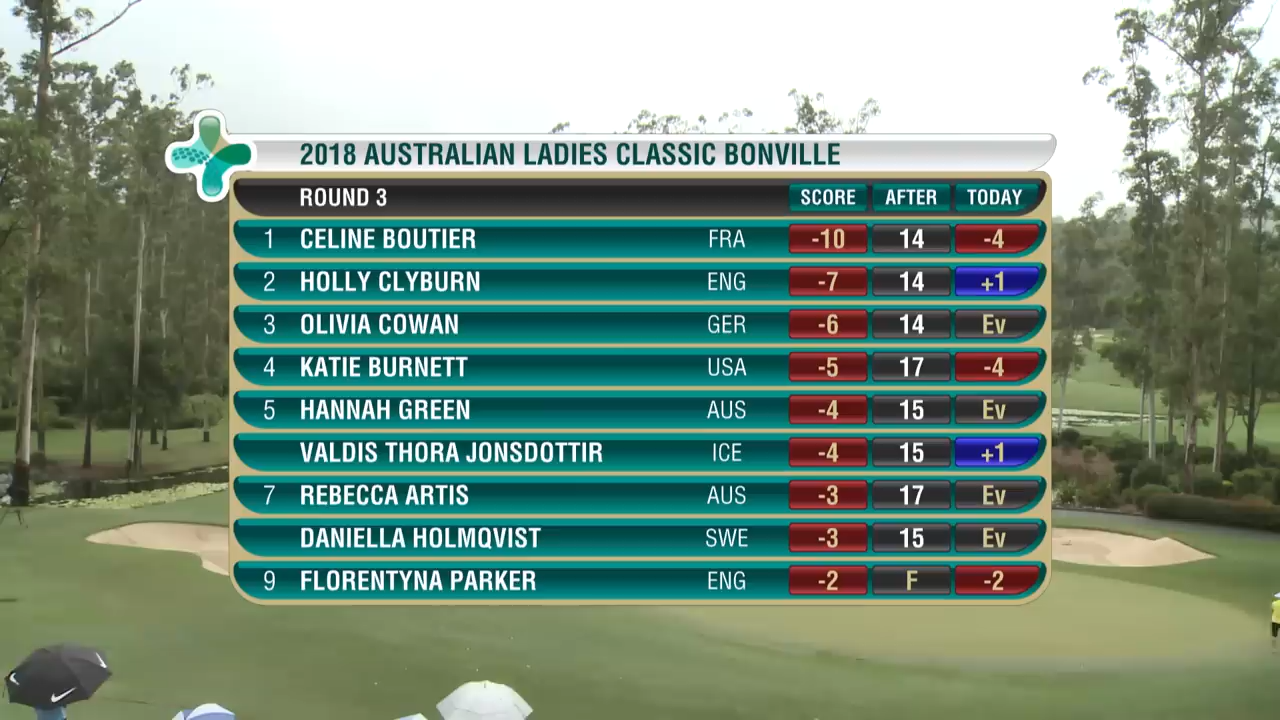 2018 AUSTRALIAN LADIES CLASSIC BONVILLE
ROUND 3 SCORE AFTER TODAY
1 CELINE BOUTIER FRA -10 14 -4
2 HOLLY CLYBURN ENG -7 14 +1
3 OLIVIA COWAN GER -6 14 Ev
4 KATIE BURNETT USA -5 17 -4
5 HANNAH GREEN AUS -4 15 Ev
VALDIS THORA JONSDOTTIR ICE -4 15 +1
7 REBECCA ARTIS AUS -3 17 Ev
DANIELLA HOLMQVIST SWE -3 15 Ev
9 FLORENTYNA PARKER ENG -2 F -2